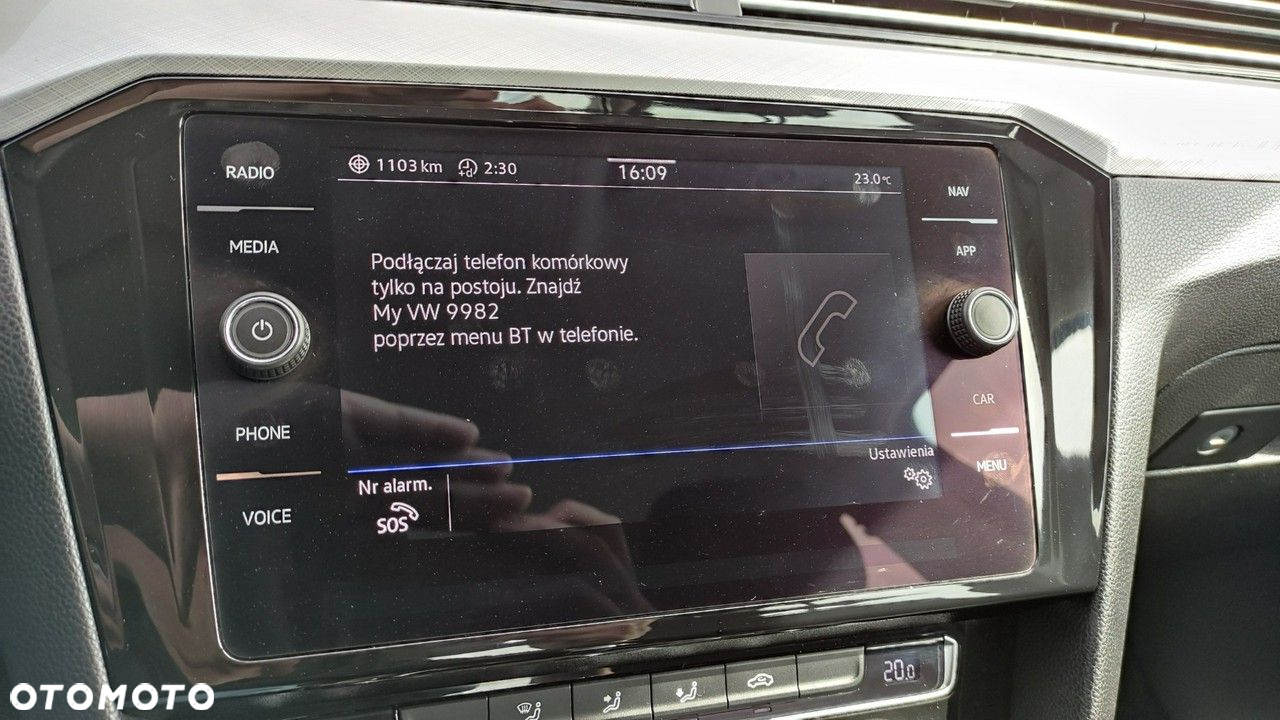 RADIO
MEDIA
PHONE
VOICE
1103 km 2:30 16:09 23.0°C
Podłączaj telefon komórkowy
tylko na postoju. Znajdź
My VW 9982
poprzez menu BT w telefonie.
Nr alarm.
SOS
Ustawienia
NAV
APP
CAR
MENU
20.0
OTOMOTO